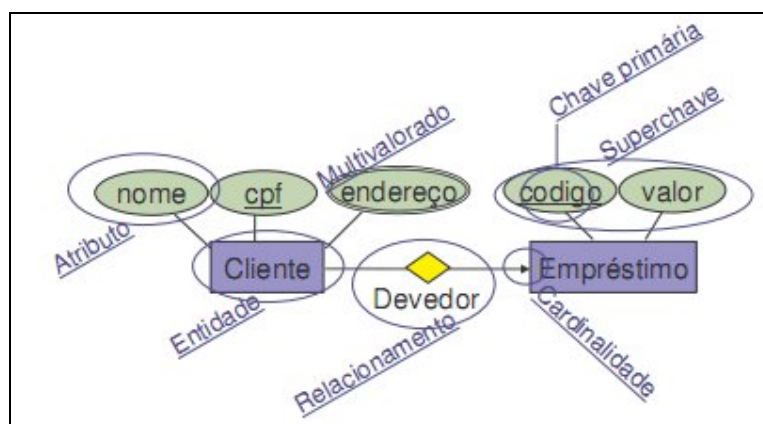 Chave primária
Superchave
Multivalorado
nome
cpf
endereço
codigo
valor
Atributo
Cliente
Empréstimo
Devedor
Entidade
Relacionamento
Cardinalidade